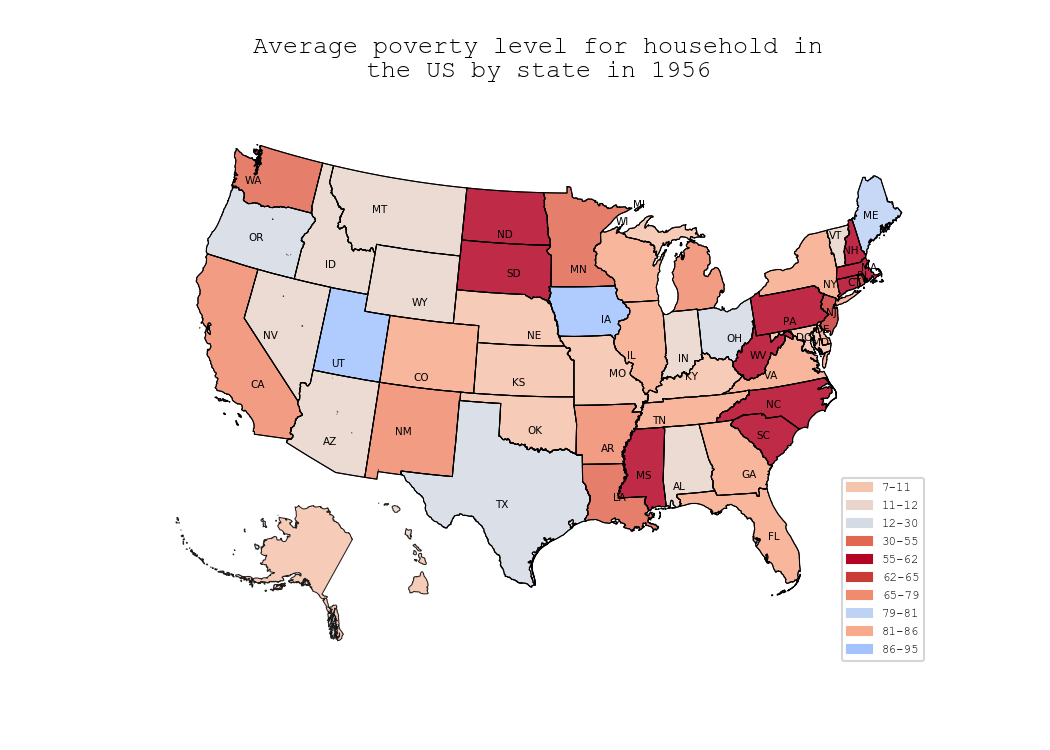 Average poverty level for household in
the US by state in 1956
WA
MT
ND
MN
WI
MI
ME
VT
NH
MA
OR
ID
SD
WY
NY
CT
NV
UT
CO
NE
IA
IL
IN
OH
PA
NJ
DE
DC
MD
WV
VA
KY
MO
KS
CA
AZ
NM
OK
AR
TN
NC
SC
MS
AL
GA
LA
TX
FL
7-11
11-12
12-30
30-55
55-62
62-65
65-79
79-81
81-86
86-95